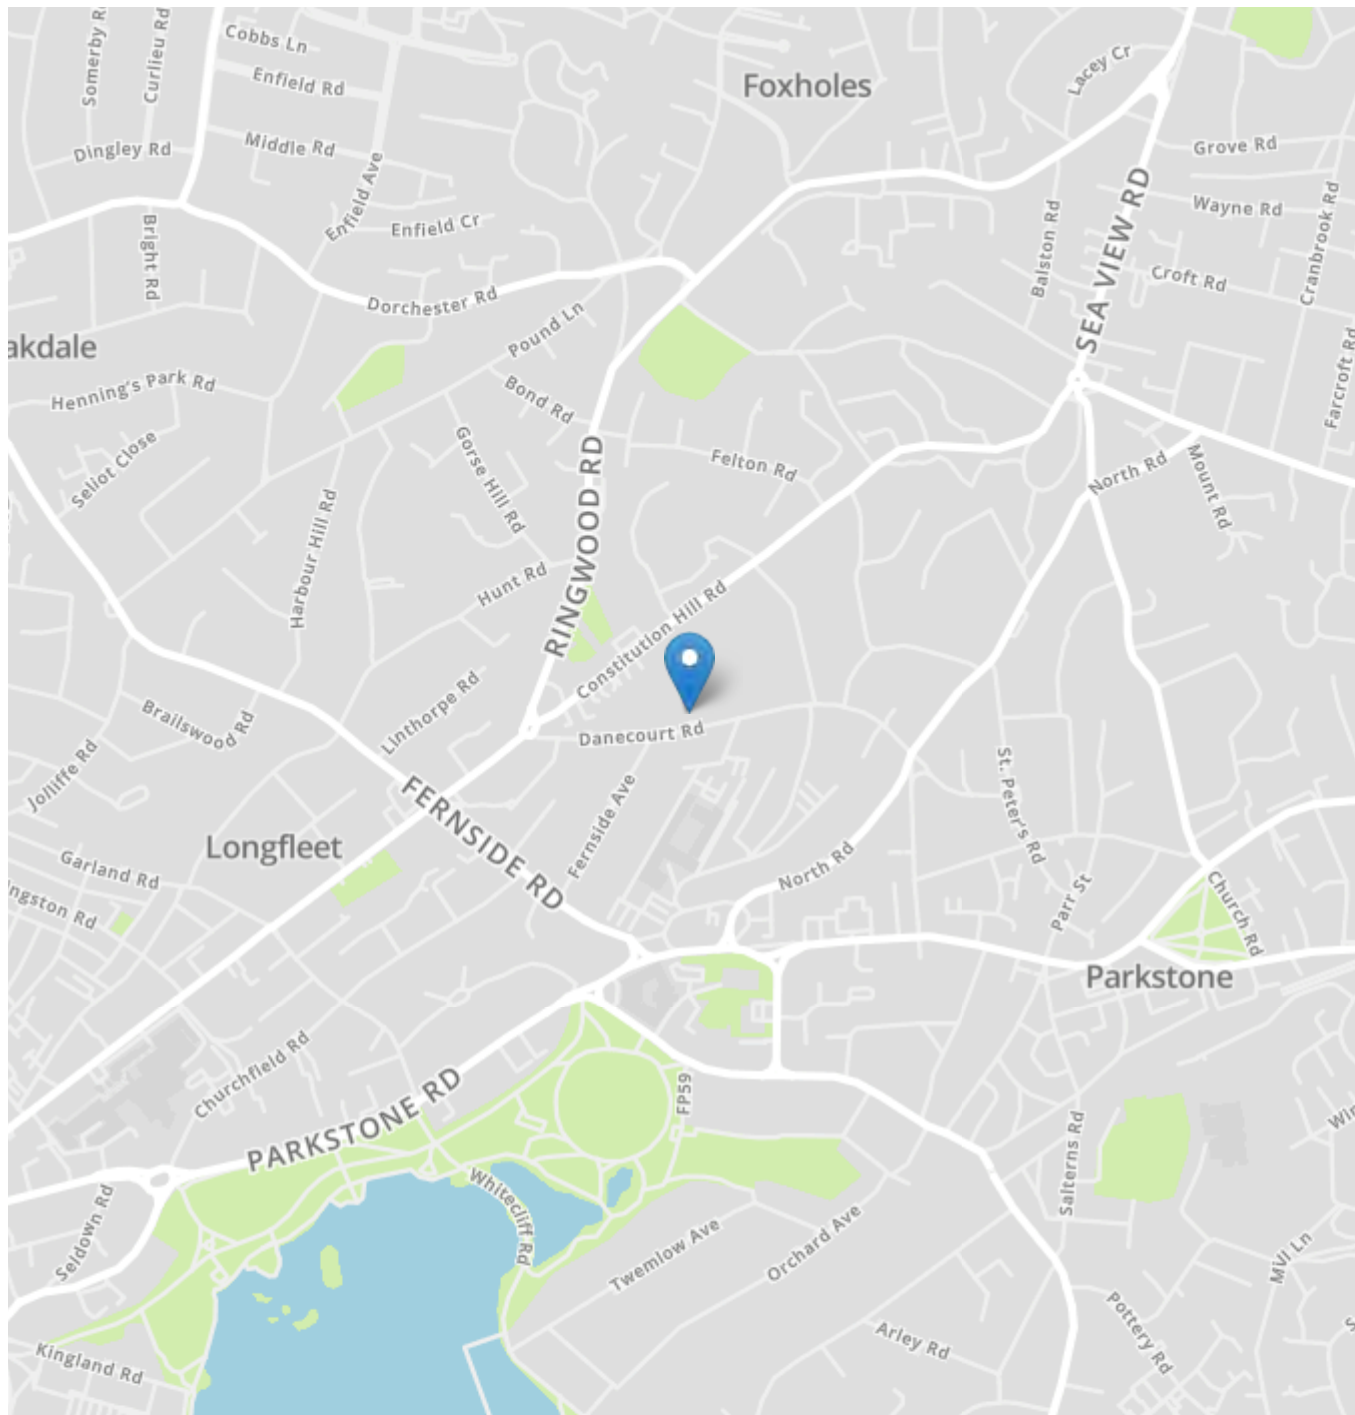 Somerby R
Curlieu Rd
Cobbs Ln
Enfield Rd
Foxholes
Lacey Cr
Dingley Rd
Middle Rd
Enfield Ave
Grove Rd
Bright Rd
Enfield Cr
Balston Rd
SEA VIEW RD
Wayne Rd
Cranbrook Rd
Croft Rd
Dorchester Rd
Pound Ln
akdale
Henning's Park Rd
Bond Rd
Farcroft Rd
Seliot Close
Gorse Hill Rd
RINGWOOD RD
Felton Rd
North Rd
Mount Rd
Harbour Hill Rd
Hunt Rd
Constitution Hill Rd
Linthorpe Rd
Brailswood Rd
Danecourt Rd
Jolliffe Rd
FERNSIDE RD
Fernside Ave
St. Peter's Rd
Longfleet
Garland Rd
North Rd
Parr St
Church Rd
ngston Rd
Parkstone
Churchfield Rd
PARKSTONE RD
FP59
Salterns Rd
Wi
Seldown Rd
Whitecliff Rd
Twemlow Ave
Orchard Ave
Mill Ln
Kingland Rd
Arley Rd
Pottery Rd